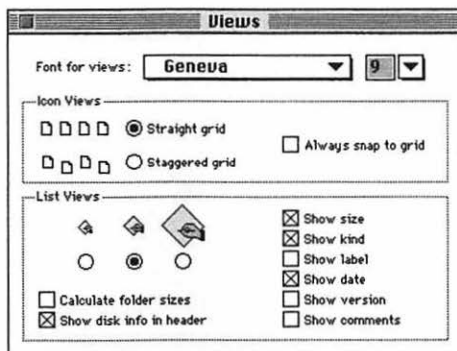 Views
Font for views: Geneva 9
Icon Views
Straight grid
Always snap to grid
Staggered grid
List Views
Show size
Show kind
Show label
Show date
Show version
Show comments
Calculate folder sizes
Show disk info in header